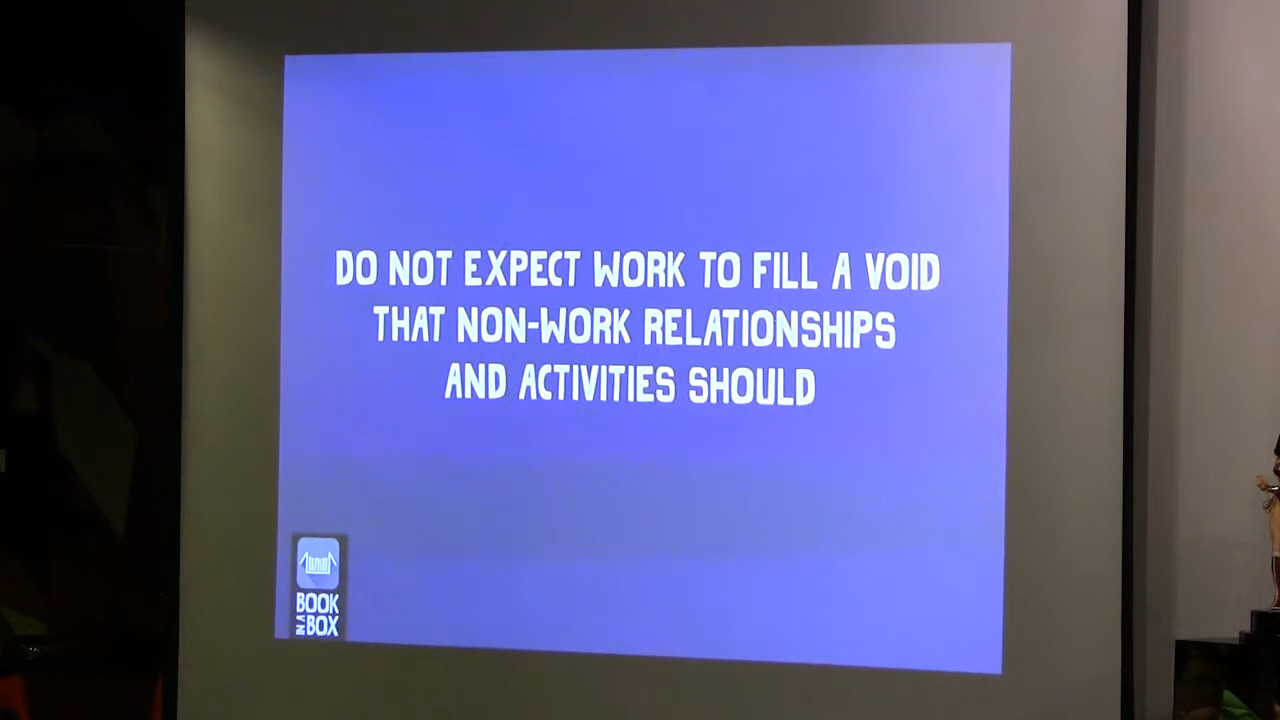 DO NOT EXPECT WORK TO FILL A VOID
THAT NON-WORK RELATIONSHIPS
AND ACTIVITIES SHOULD
BOOK
IN A BOX